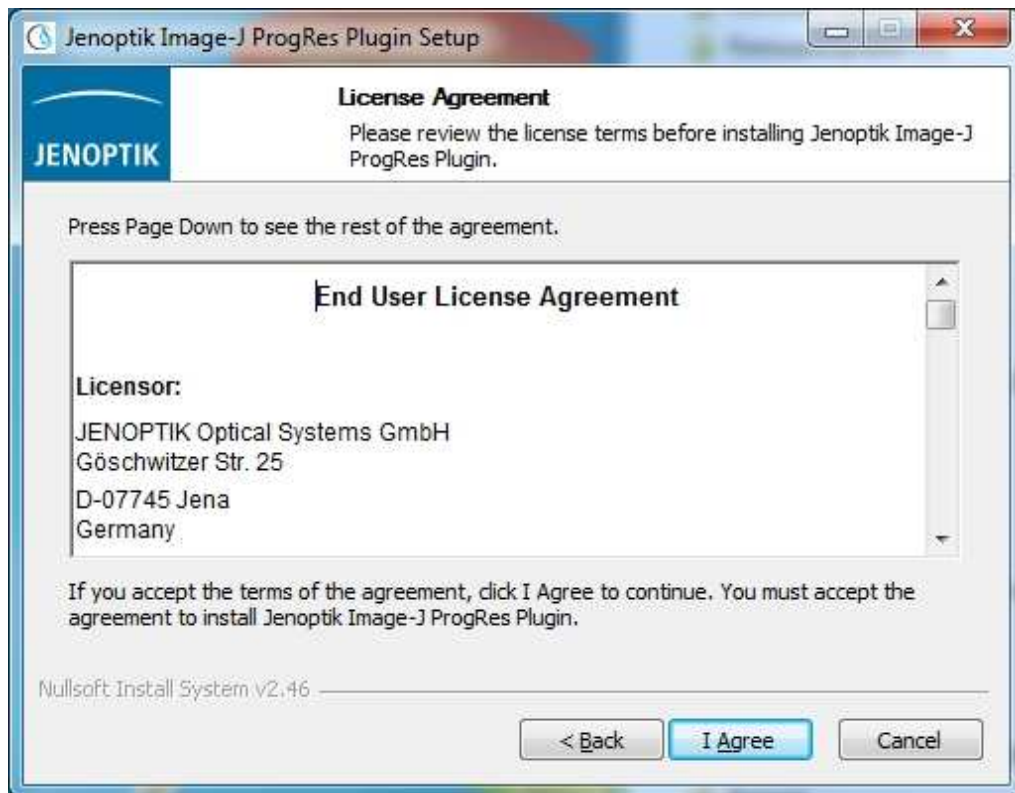 Jenoptik Image-J ProgRes Plugin Setup
JENOPTIK
License Agreement
Please review the license terms before installing Jenoptik Image-J
ProgRes Plugin.
Press Page Down to see the rest of the agreement.
End User License Agreement
Licensor:
JENOPTIK Optical Systems GmbH
Göschwitzer Str. 25
D-07745 Jena
Germany
If you accept the terms of the agreement, click I Agree to continue. You must accept the
agreement to install Jenoptik Image-J ProgRes Plugin.
Nullsoft Install System v2.46
< Back I Agree Cancel